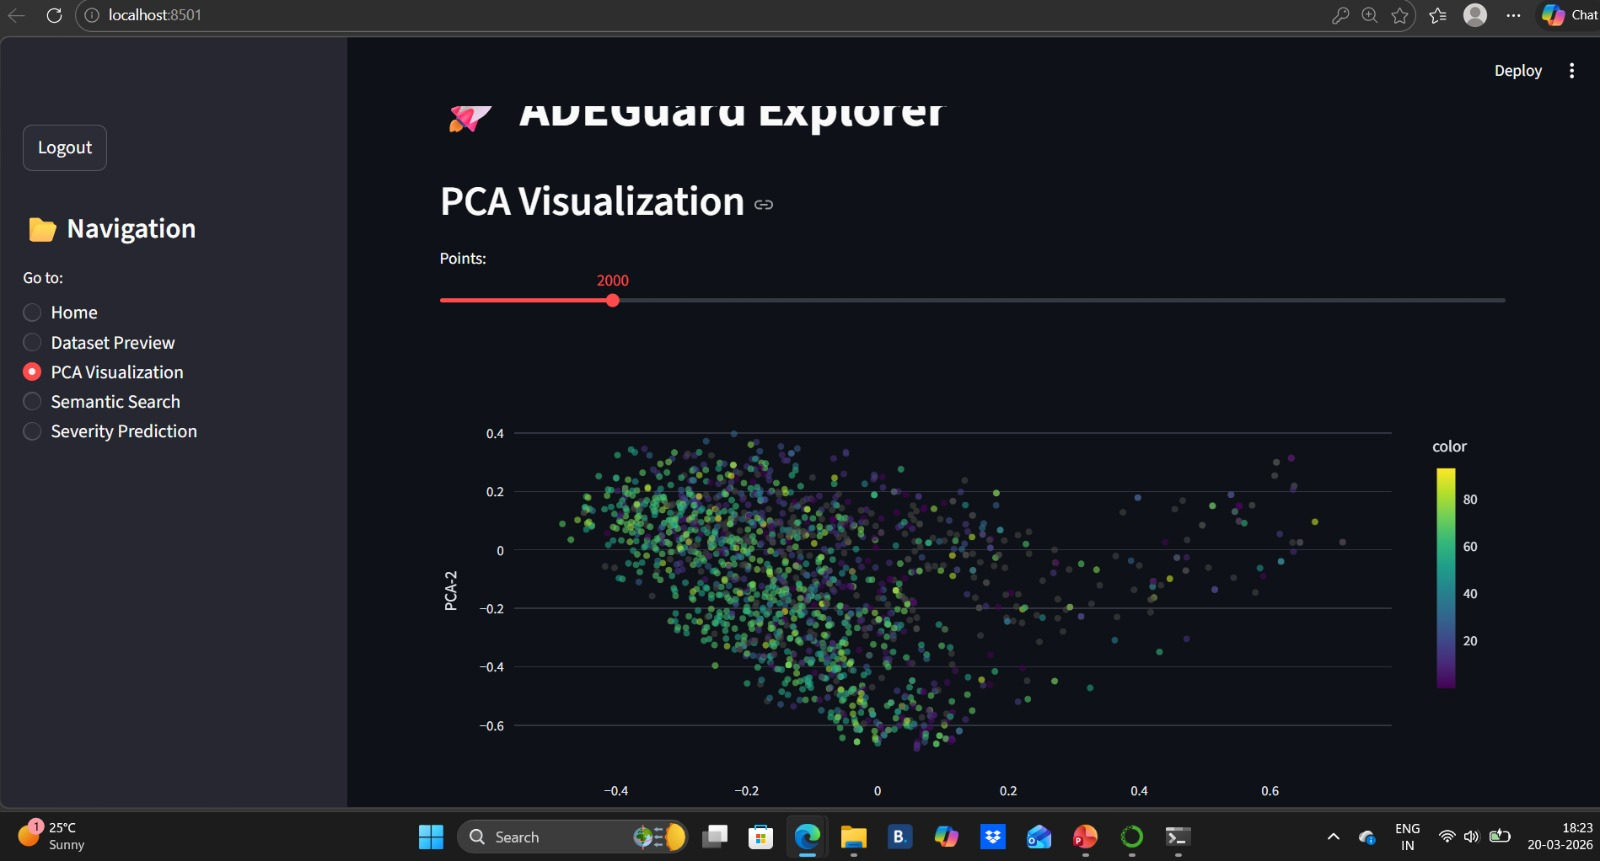 localhost:8501
Chat
Deploy
ADEGuard Explorer
Logout
PCA Visualization
Navigation
Points:
Go to:
2000
Home
Dataset Preview
PCA Visualization
Semantic Search
Severity Prediction
color
0.4
0.2
0
−0.2
−0.4
−0.6
PCA-2
80
60
40
20
−0.4
−0.2
0
0.2
0.4
0.6
1
25°C
Sunny
Search
B.
P
ENG
IN
18:23
20-03-2026